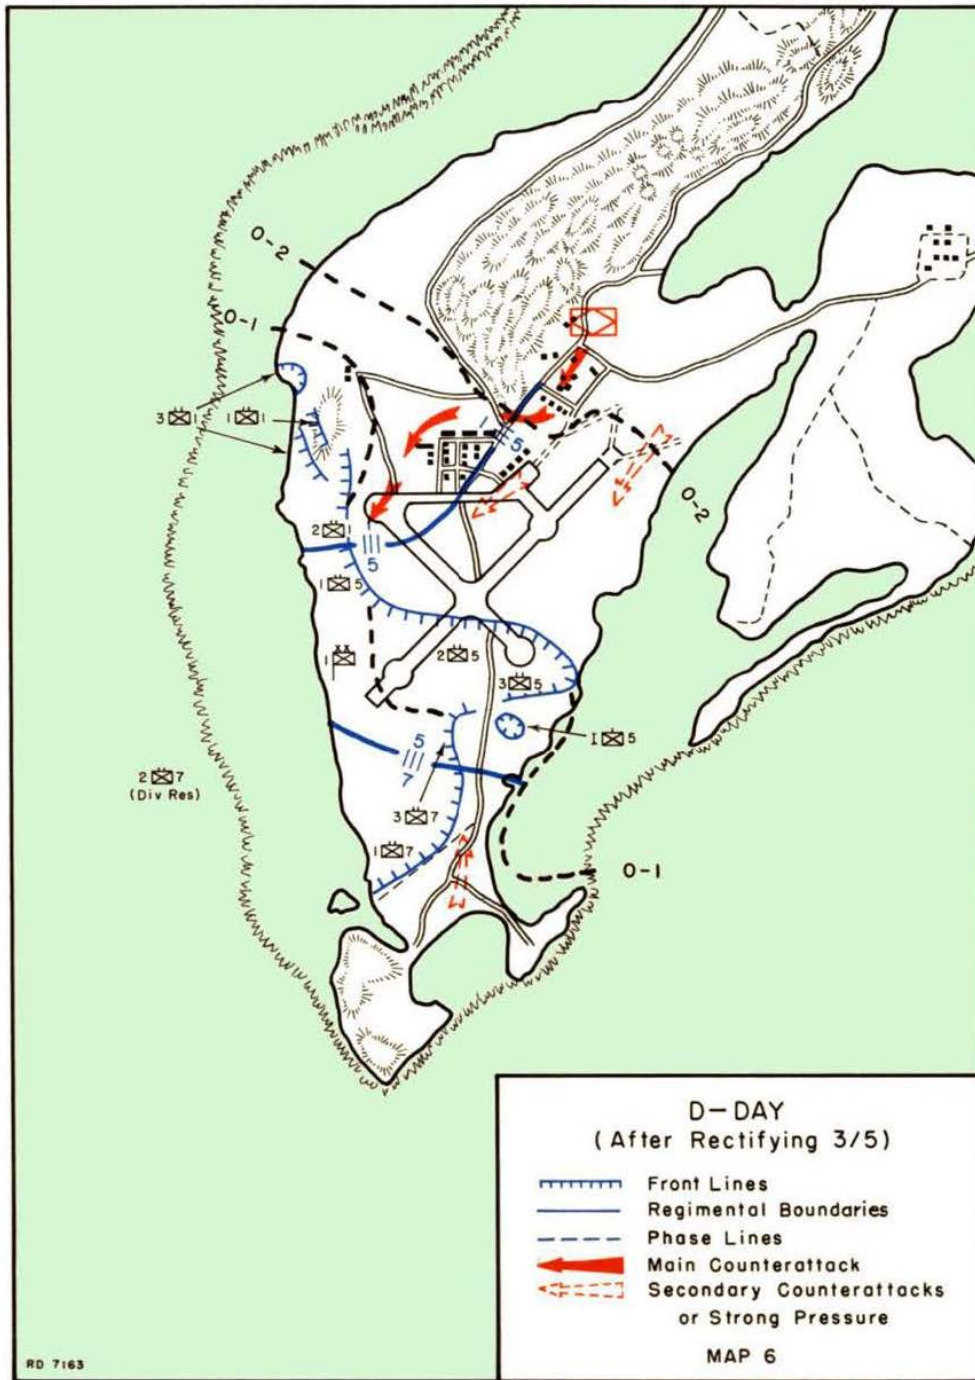 O-2
O-1
3 1
1 1
1
5
O-2
2
5
1 5
1
2 5
3 5
5
7
I 5
2 7
(Div Res)
3 7
1 7
O-1
D-DAY
(After Rectifying 3/5)
Front Lines
Regimental Boundaries
Phase Lines
Main Counterattack
Secondary Counterattacks
or Strong Pressure
MAP 6
RD 7163